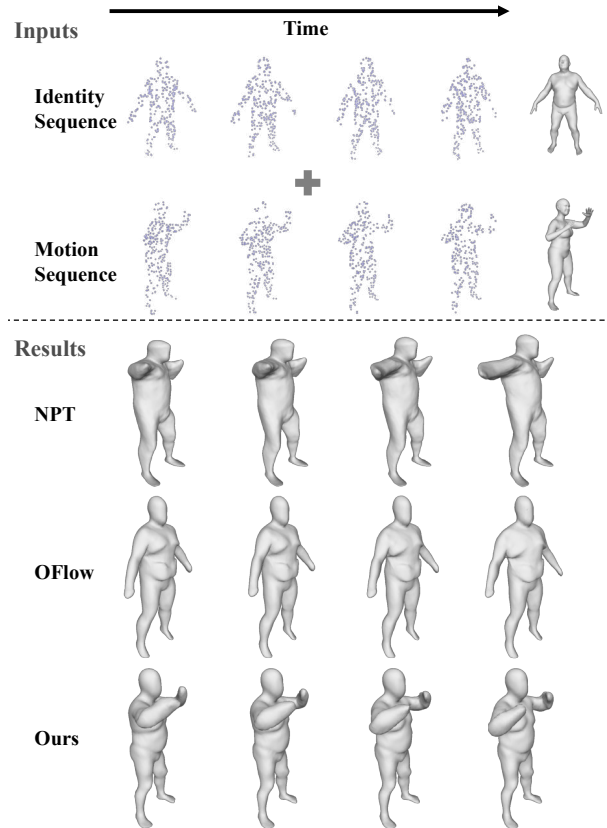 Inputs
Time
Identity
Sequence
Motion
Sequence
Results
NPT
OFlow
Ours